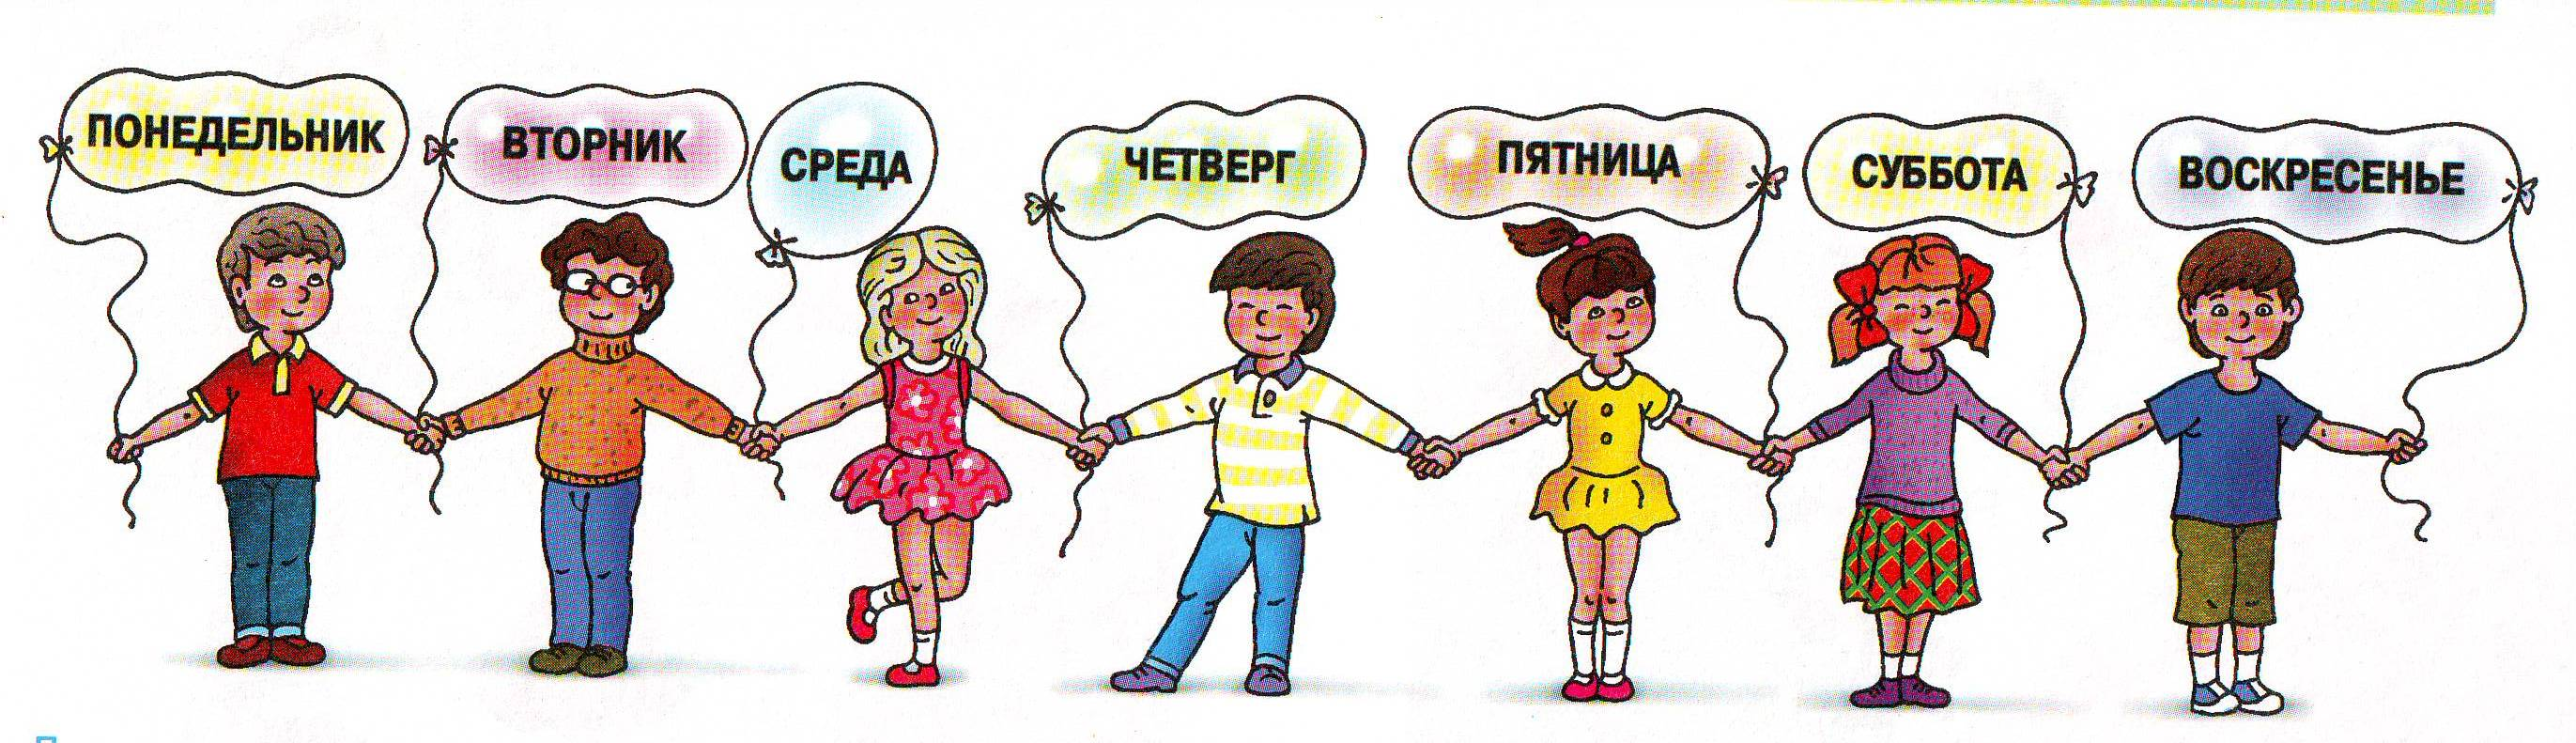 ПОНЕДЕЛЬНИК
ВТОРНИК
СРЕДА
ЧЕТВЕРГ
ПЯТНИЦА
СУББОТА
ВОСКРЕСЕНЬЕ